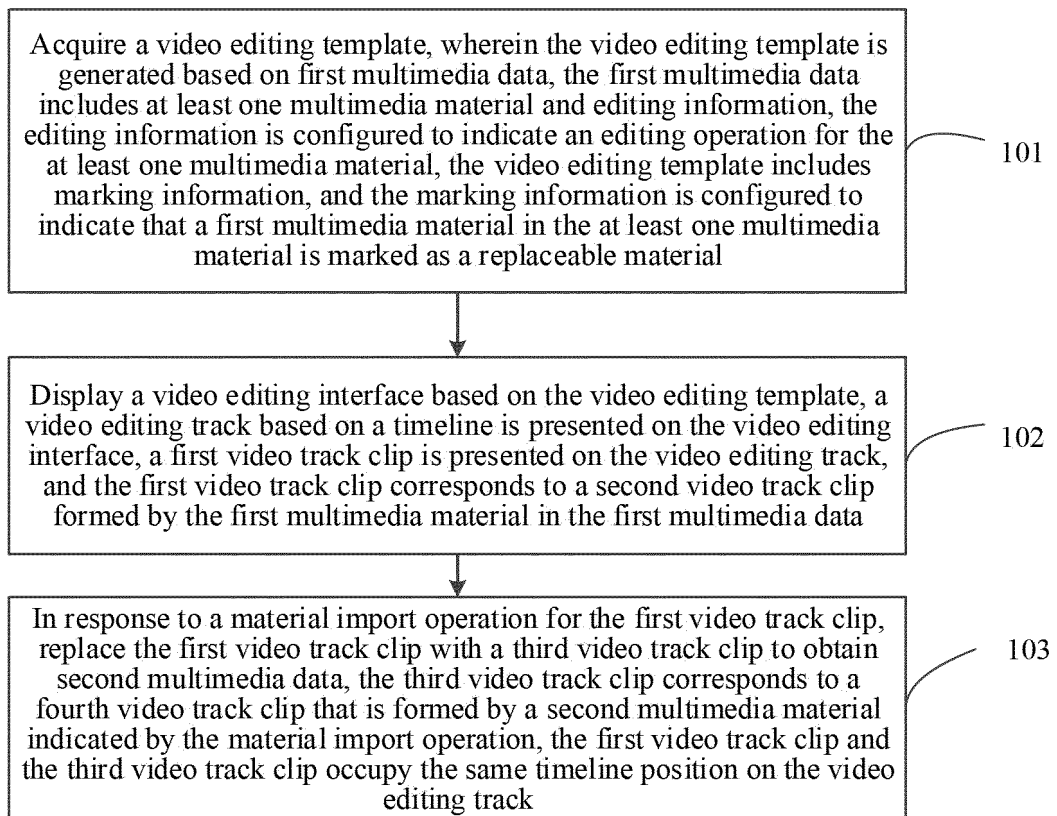 Acquire a video editing template, wherein the video editing template is
generated based on first multimedia data, the first multimedia data
includes at least one multimedia material and editing information, the
editing information is configured to indicate an editing operation for the
at least one multimedia material, the video editing template includes
marking information, and the marking information is configured to
indicate that a first multimedia material in the at least one multimedia
material is marked as a replaceable material
101
Display a video editing interface based on the video editing template, a
video editing track based on a timeline is presented on the video editing
interface, a first video track clip is presented on the video editing track,
and the first video track clip corresponds to a second video track clip
formed by the first multimedia material in the first multimedia data
102
In response to a material import operation for the first video track clip,
replace the first video track clip with a third video track clip to obtain
second multimedia data, the third video track clip corresponds to a
fourth video track clip that is formed by a second multimedia material
indicated by the material import operation, the first video track clip and
the third video track clip occupy the same timeline position on the video
editing track
103